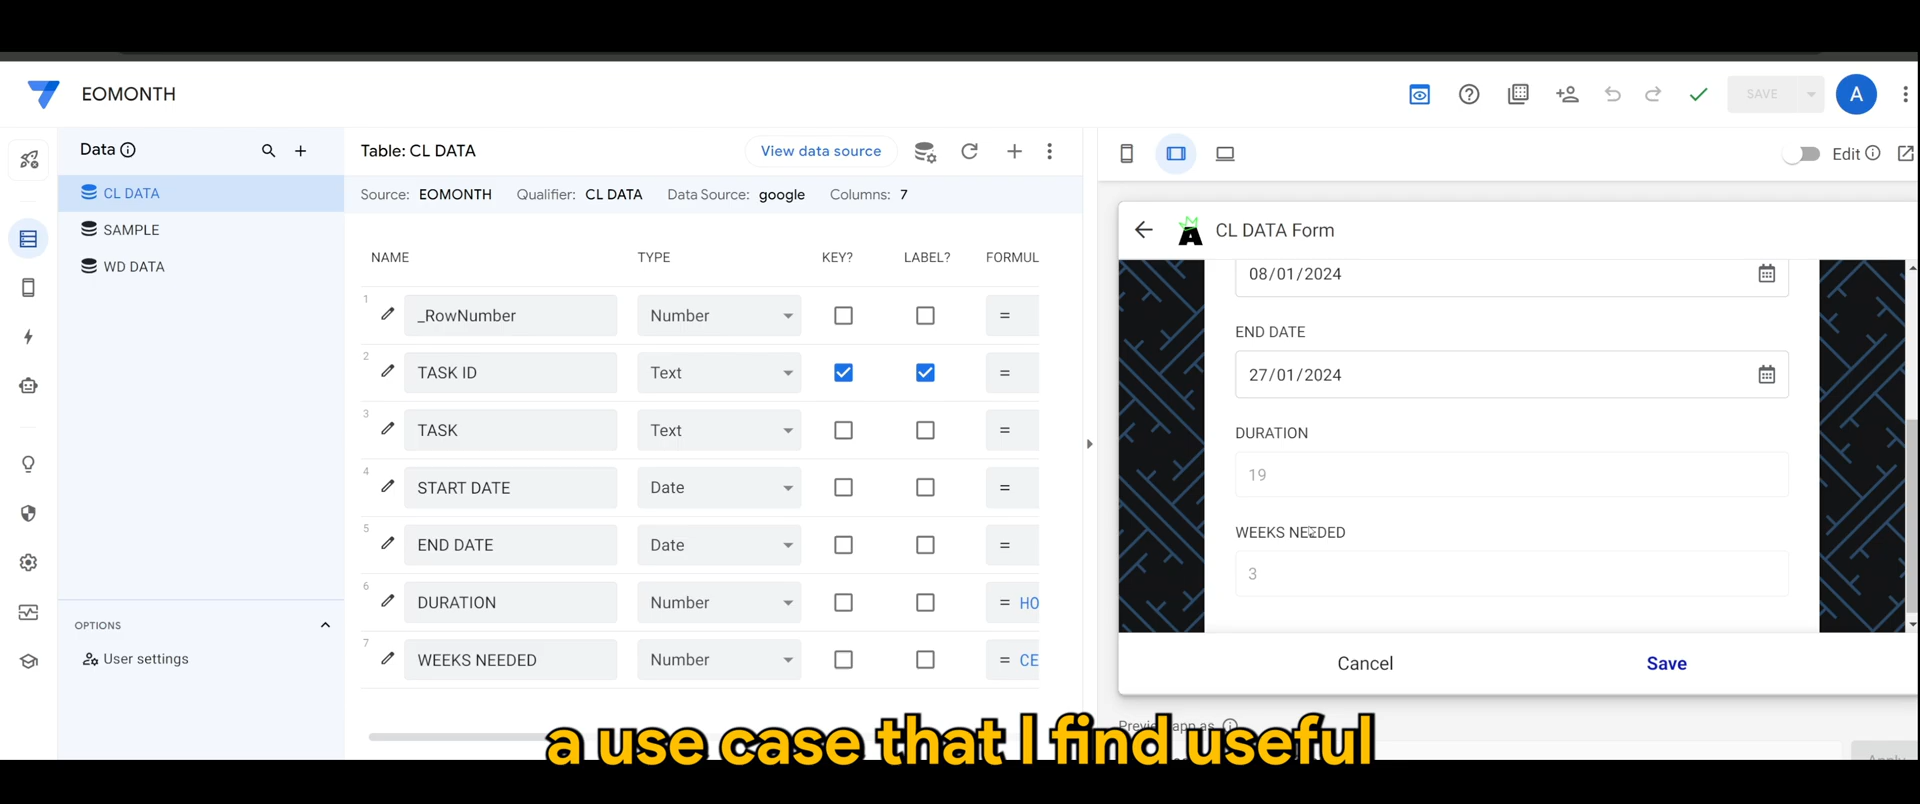 EOMONTH
SAVE
A
Data
CL DATA
SAMPLE
WD DATA
OPTIONS
User settings
Table: CL DATA
View data source
Source: EOMONTH Qualifier: CL DATA Data Source: google Columns: 7
NAME TYPE KEY? LABEL? FORMUL
1 _RowNumber Number =
2 TASK ID Text =
3 TASK Text =
4 START DATE Date =
5 END DATE Date =
6 DURATION Number = HO
7 WEEKS NEEDED Number = CE
Edit
CL DATA Form
08/01/2024
END DATE
27/01/2024
DURATION
19
WEEKS NEEDED
3
Cancel Save
Preview app as
a use case that I find useful